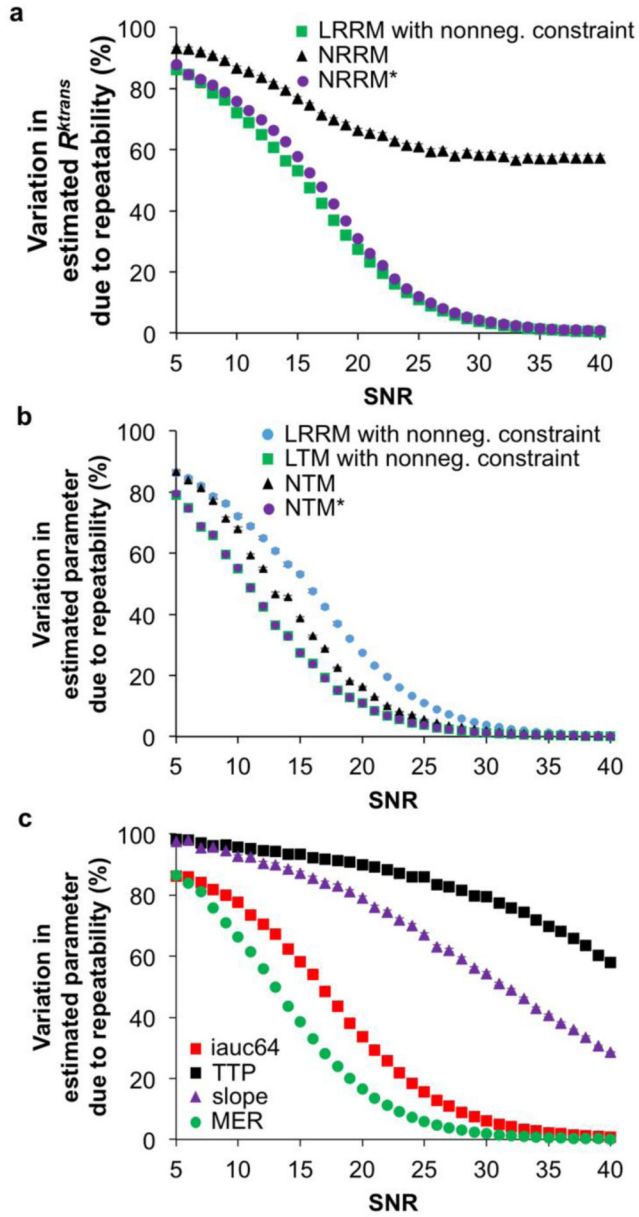 a
LRRM with nonneg. constraint
NRRM
NRRM*
Variation in
estimated R^ktrans
due to repeatability (%)
100
80
60
40
20
0
5 10 15 20 25 30 35 40
SNR
b
LRRM with nonneg. constraint
LTM with nonneg. constraint
NTM
NTM*
Variation in
estimated parameter
due to repeatability (%)
100
80
60
40
20
0
5 10 15 20 25 30 35 40
SNR
c
Variation in
estimated parameter
due to repeatability (%)
100
80
60
40
20
0
iauc64
TTP
slope
MER
5 10 15 20 25 30 35 40
SNR